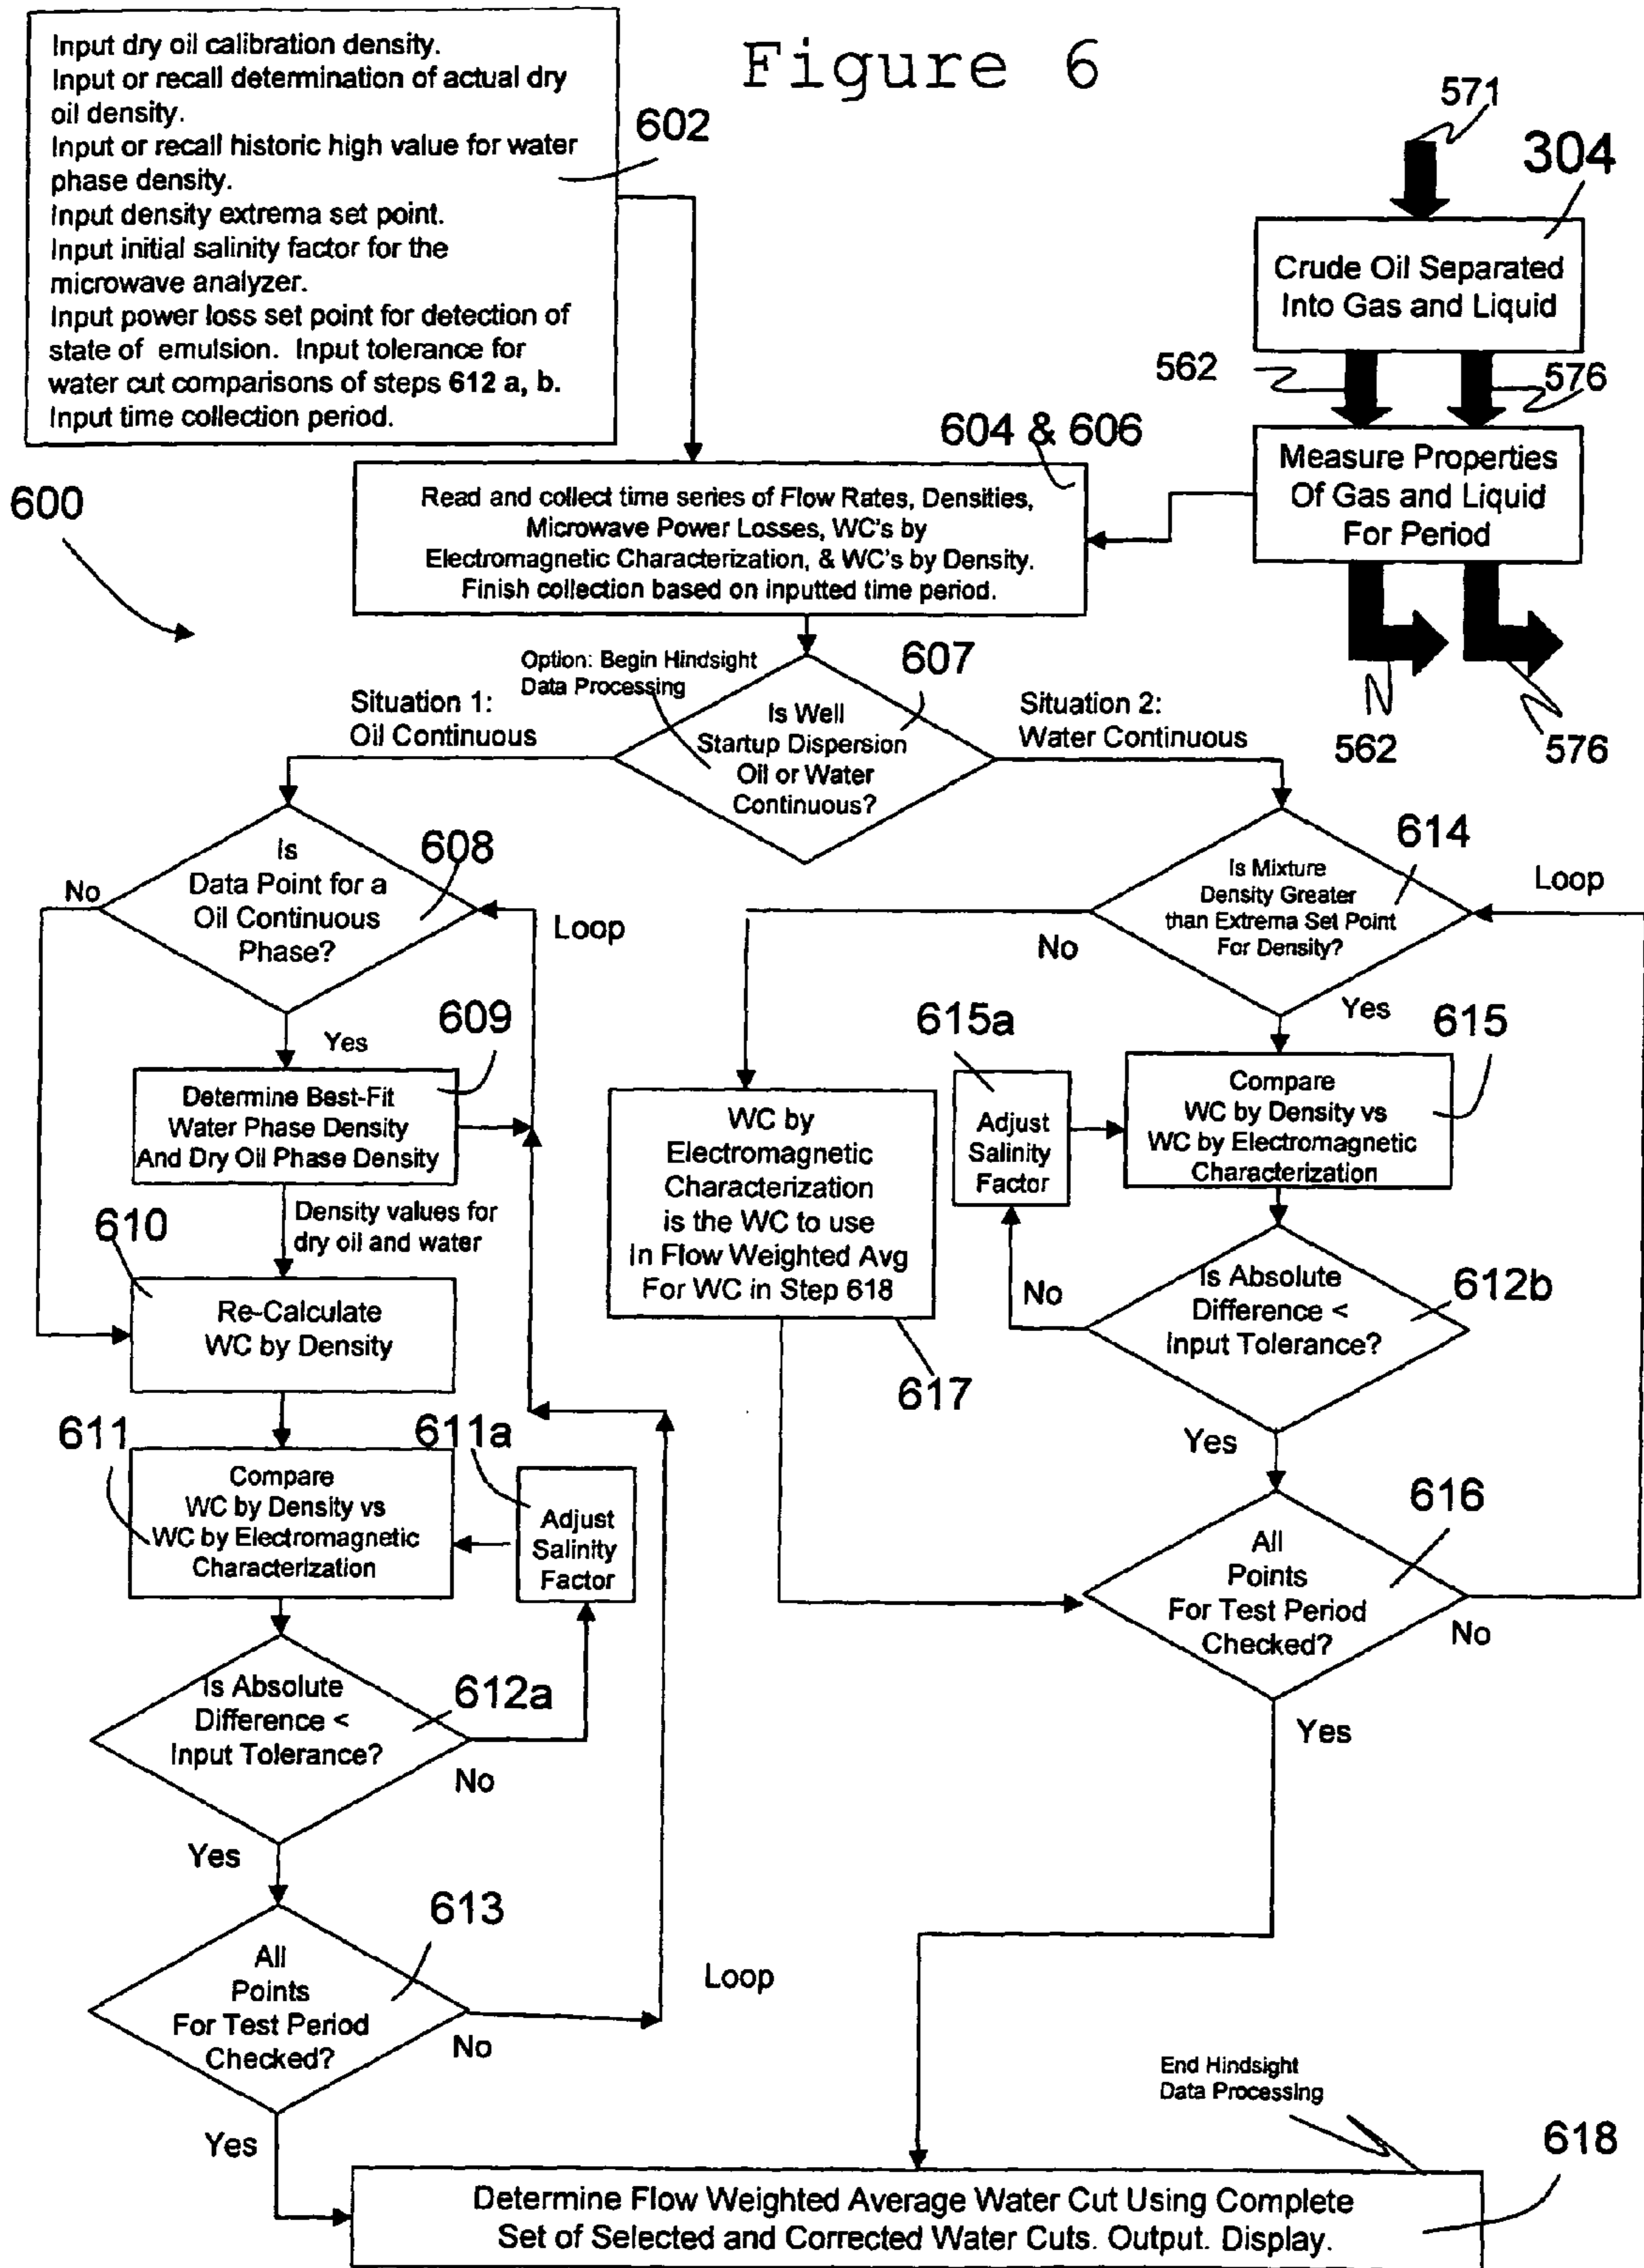 Figure 6
Input dry oil calibration density.
Input or recall determination of actual dry
oil density.
Input or recall historic high value for water
phase density.
Input density extrema set point.
Input initial salinity factor for the
microwave analyzer.
Input power loss set point for detection of
state of emulsion. Input tolerance for
water cut comparisons of steps 612 a, b.
Input time collection period.
602
571
304
Crude Oil Separated
Into Gas and Liquid
562
576
Measure Properties
Of Gas and Liquid
For Period
562
576
604 & 606
Read and collect time series of Flow Rates, Densities,
Microwave Power Losses, WC's by
Electromagnetic Characterization, & WC's by Density.
Finish collection based on inputted time period.
600
Option: Begin Hindsight
Data Processing
607
Situation 1:
Oil Continuous
Is Well
Startup Dispersion
Oil or Water
Continuous?
Situation 2:
Water Continuous
Is
Data Point for a
Oil Continuous
Phase?
608
No
Loop
Yes
609
Determine Best-Fit
Water Phase Density
And Dry Oil Phase Density
Density values for
dry oil and water
610
Re-Calculate
WC by Density
611
Compare
WC by Density vs
WC by Electromagnetic
Characterization
611a
Adjust
Salinity
Factor
Is Absolute
Difference <
Input Tolerance?
612a
No
Yes
613
All
Points
For Test Period
Checked?
No
Loop
Yes
Is Mixture
Density Greater
than Extrema Set Point
For Density?
614
Loop
No
Yes
615a
Adjust
Salinity
Factor
615
Compare
WC by Density vs
WC by Electromagnetic
Characterization
WC by
Electromagnetic
Characterization
is the WC to use
In Flow Weighted Avg
For WC in Step 618
617
No
Is Absolute
Difference <
Input Tolerance?
612b
Yes
616
All
Points
For Test Period
Checked?
No
Yes
End Hindsight
Data Processing
618
Determine Flow Weighted Average Water Cut Using Complete
Set of Selected and Corrected Water Cuts. Output. Display.